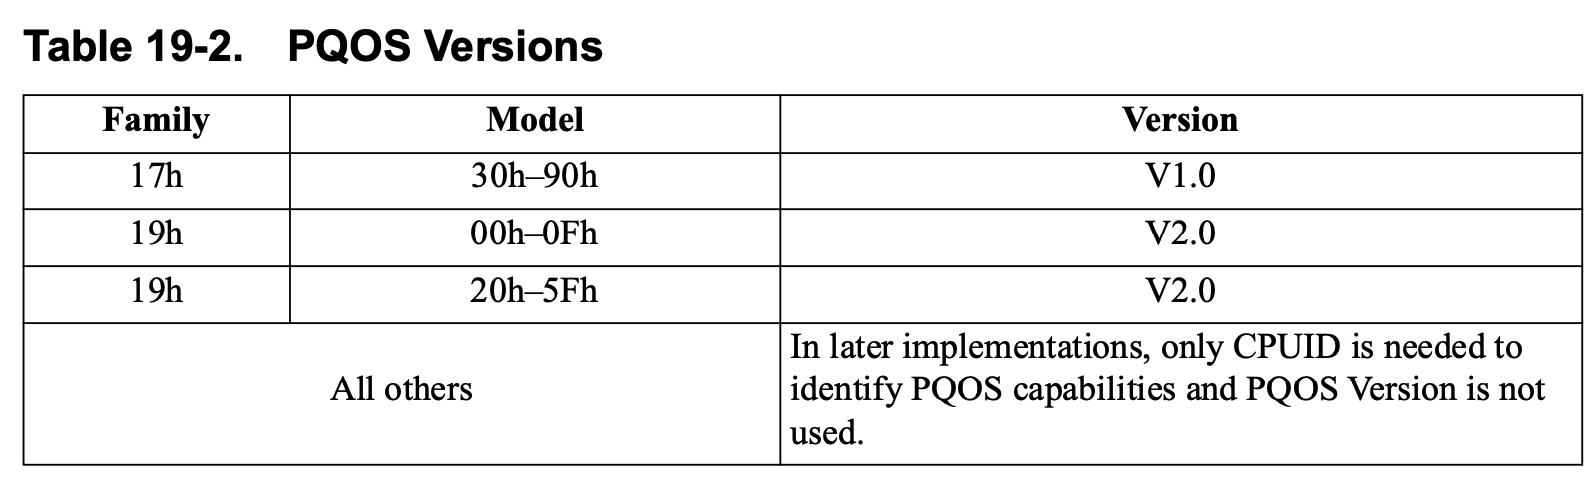 Table 19-2. PQOS Versions
Family Model Version
17h 30h–90h V1.0
19h 00h–0Fh V2.0
19h 20h–5Fh V2.0
All others
In later implementations, only CPUID is needed to
identify PQOS capabilities and PQOS Version is not
used.